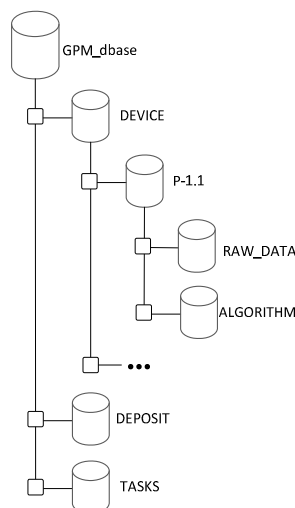 GPM_dbase
DEVICE
P-1.1
RAW_DATA
ALGORITHM
•••
DEPOSIT
TASKS